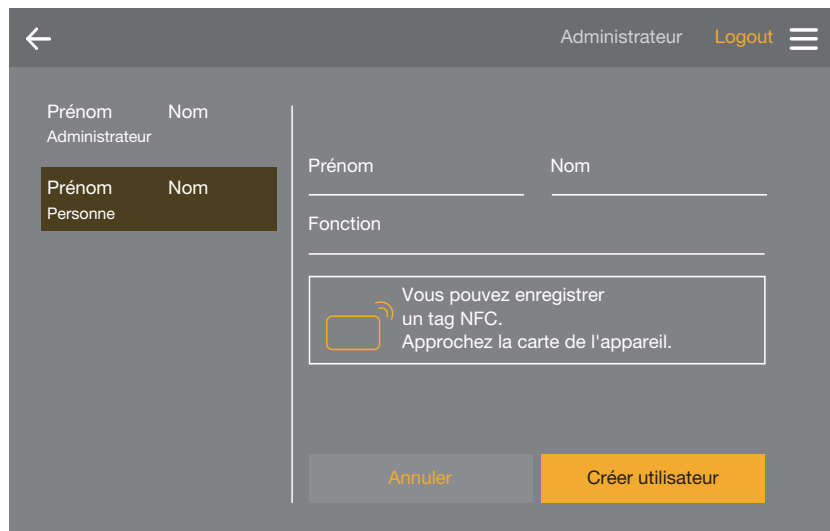 Administrateur Logout
Prénom Nom
Administrateur
Prénom Nom
Personne
Prénom Nom
Fonction
Vous pouvez enregistrer
un tag NFC.
Approchez la carte de l'appareil.
Annuler Créer utilisateur